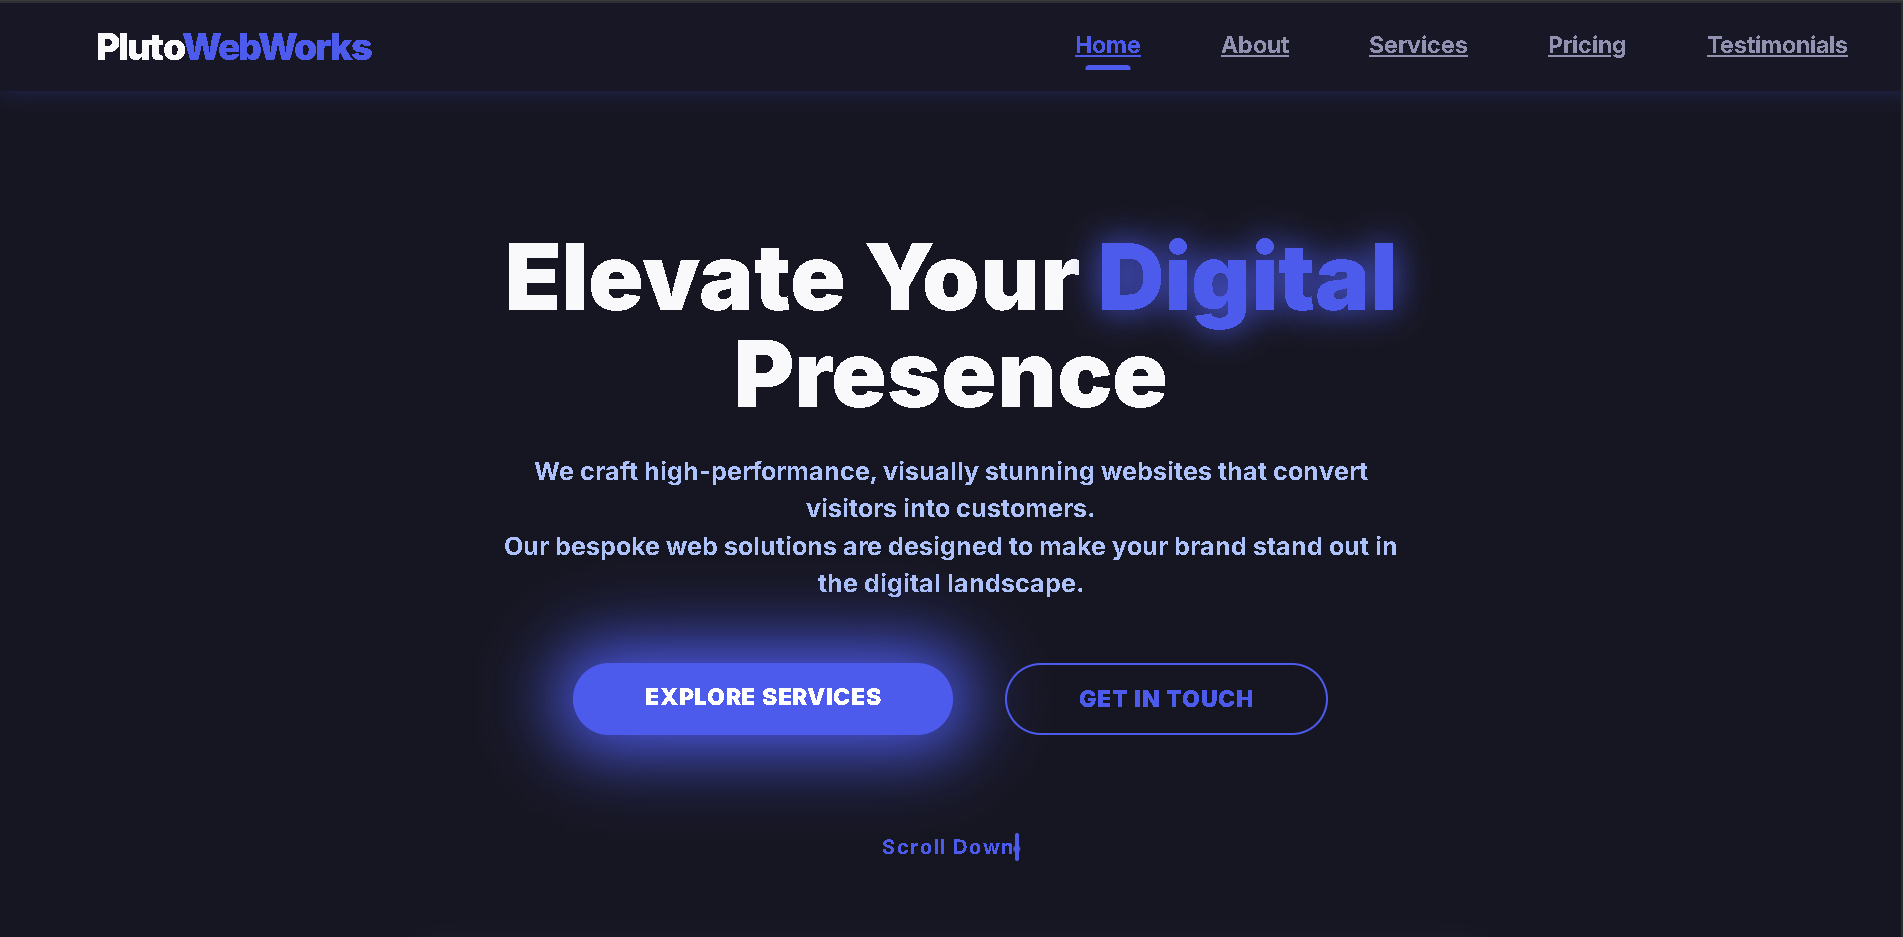 PlutoWebWorks
Home About Services Pricing Testimonials
Elevate Your Digital
Presence
We craft high-performance, visually stunning websites that convert
visitors into customers.
Our bespoke web solutions are designed to make your brand stand out in
the digital landscape.
EXPLORE SERVICES
GET IN TOUCH
Scroll Down